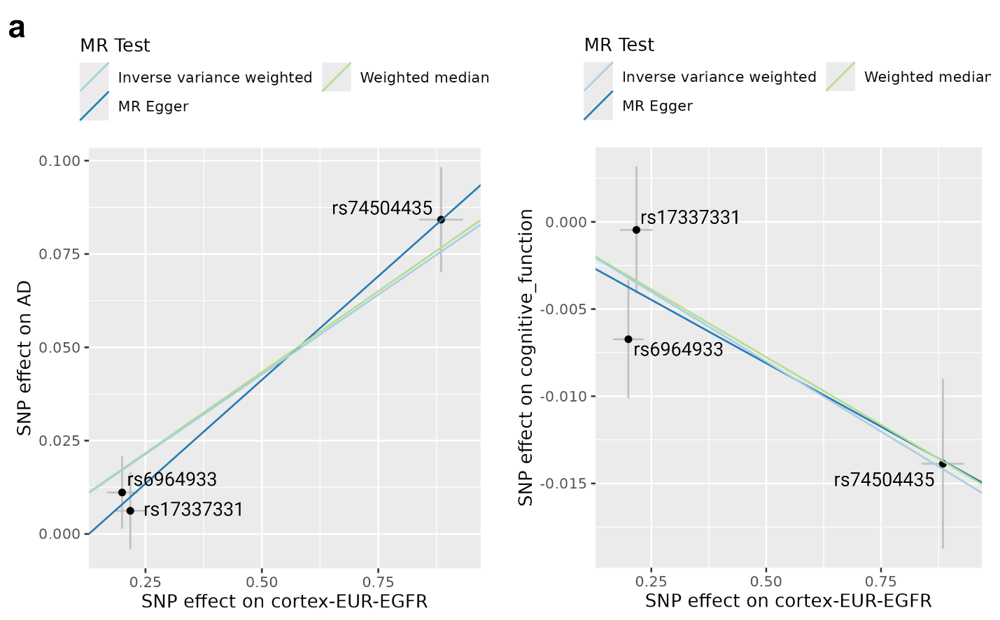 a
MR Test
Inverse variance weighted
Weighted median
MR Egger
SNP effect on AD
0.100
0.075
0.050
0.025
0.000
rs74504435
rs6964933
rs17337331
0.25
0.50
0.75
SNP effect on cortex-EUR-EGFR
MR Test
Inverse variance weighted
Weighted median
MR Egger
SNP effect on cognitive_function
0.000
-0.005
-0.010
-0.015
rs17337331
rs6964933
rs74504435
0.25
0.50
0.75
SNP effect on cortex-EUR-EGFR